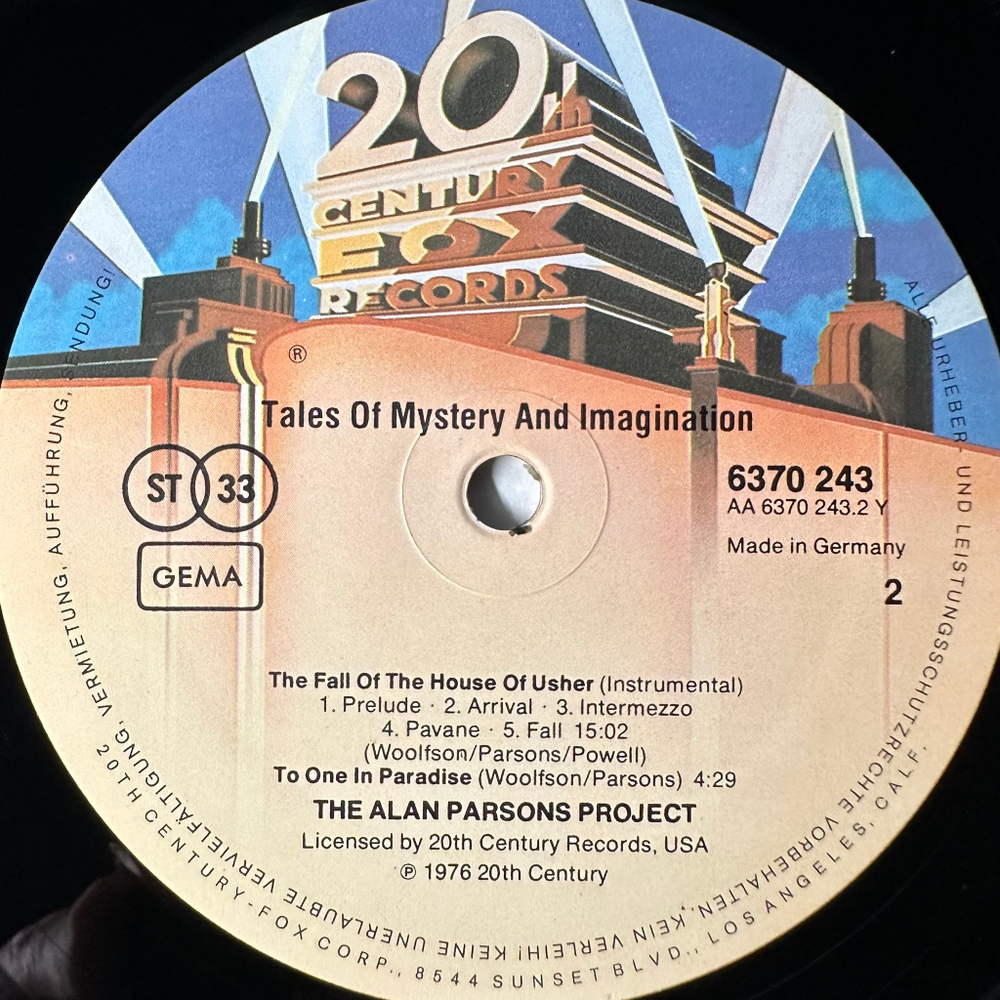 20th
CENTURY
FOX
RECORDS
®
Tales Of Mystery And Imagination
ST 33
GEMA
6370 243
AA 6370 243.2 Y
Made in Germany
2
The Fall Of The House Of Usher (Instrumental)
1. Prelude · 2. Arrival · 3. Intermezzo
4. Pavane · 5. Fall 15:02
(Woolfson/Parsons/Powell)
To One In Paradise (Woolfson/Parsons) 4:29
THE ALAN PARSONS PROJECT
Licensed by 20th Century Records, USA
℗ 1976 20th Century
ALLE URHEBER- UND LEISTUNGSSCHUTZRECHTE VORBEHALTEN. KEIN VERLEIH! KEINE UNERLAUBTE VERVIELFÄLTIGUNG, VERMIETUNG, AUFFÜHRUNG, SENDUNG!
20TH CENTURY-FOX CORP., 8544 SUNSET BLVD., LOS ANGELES, CALF.